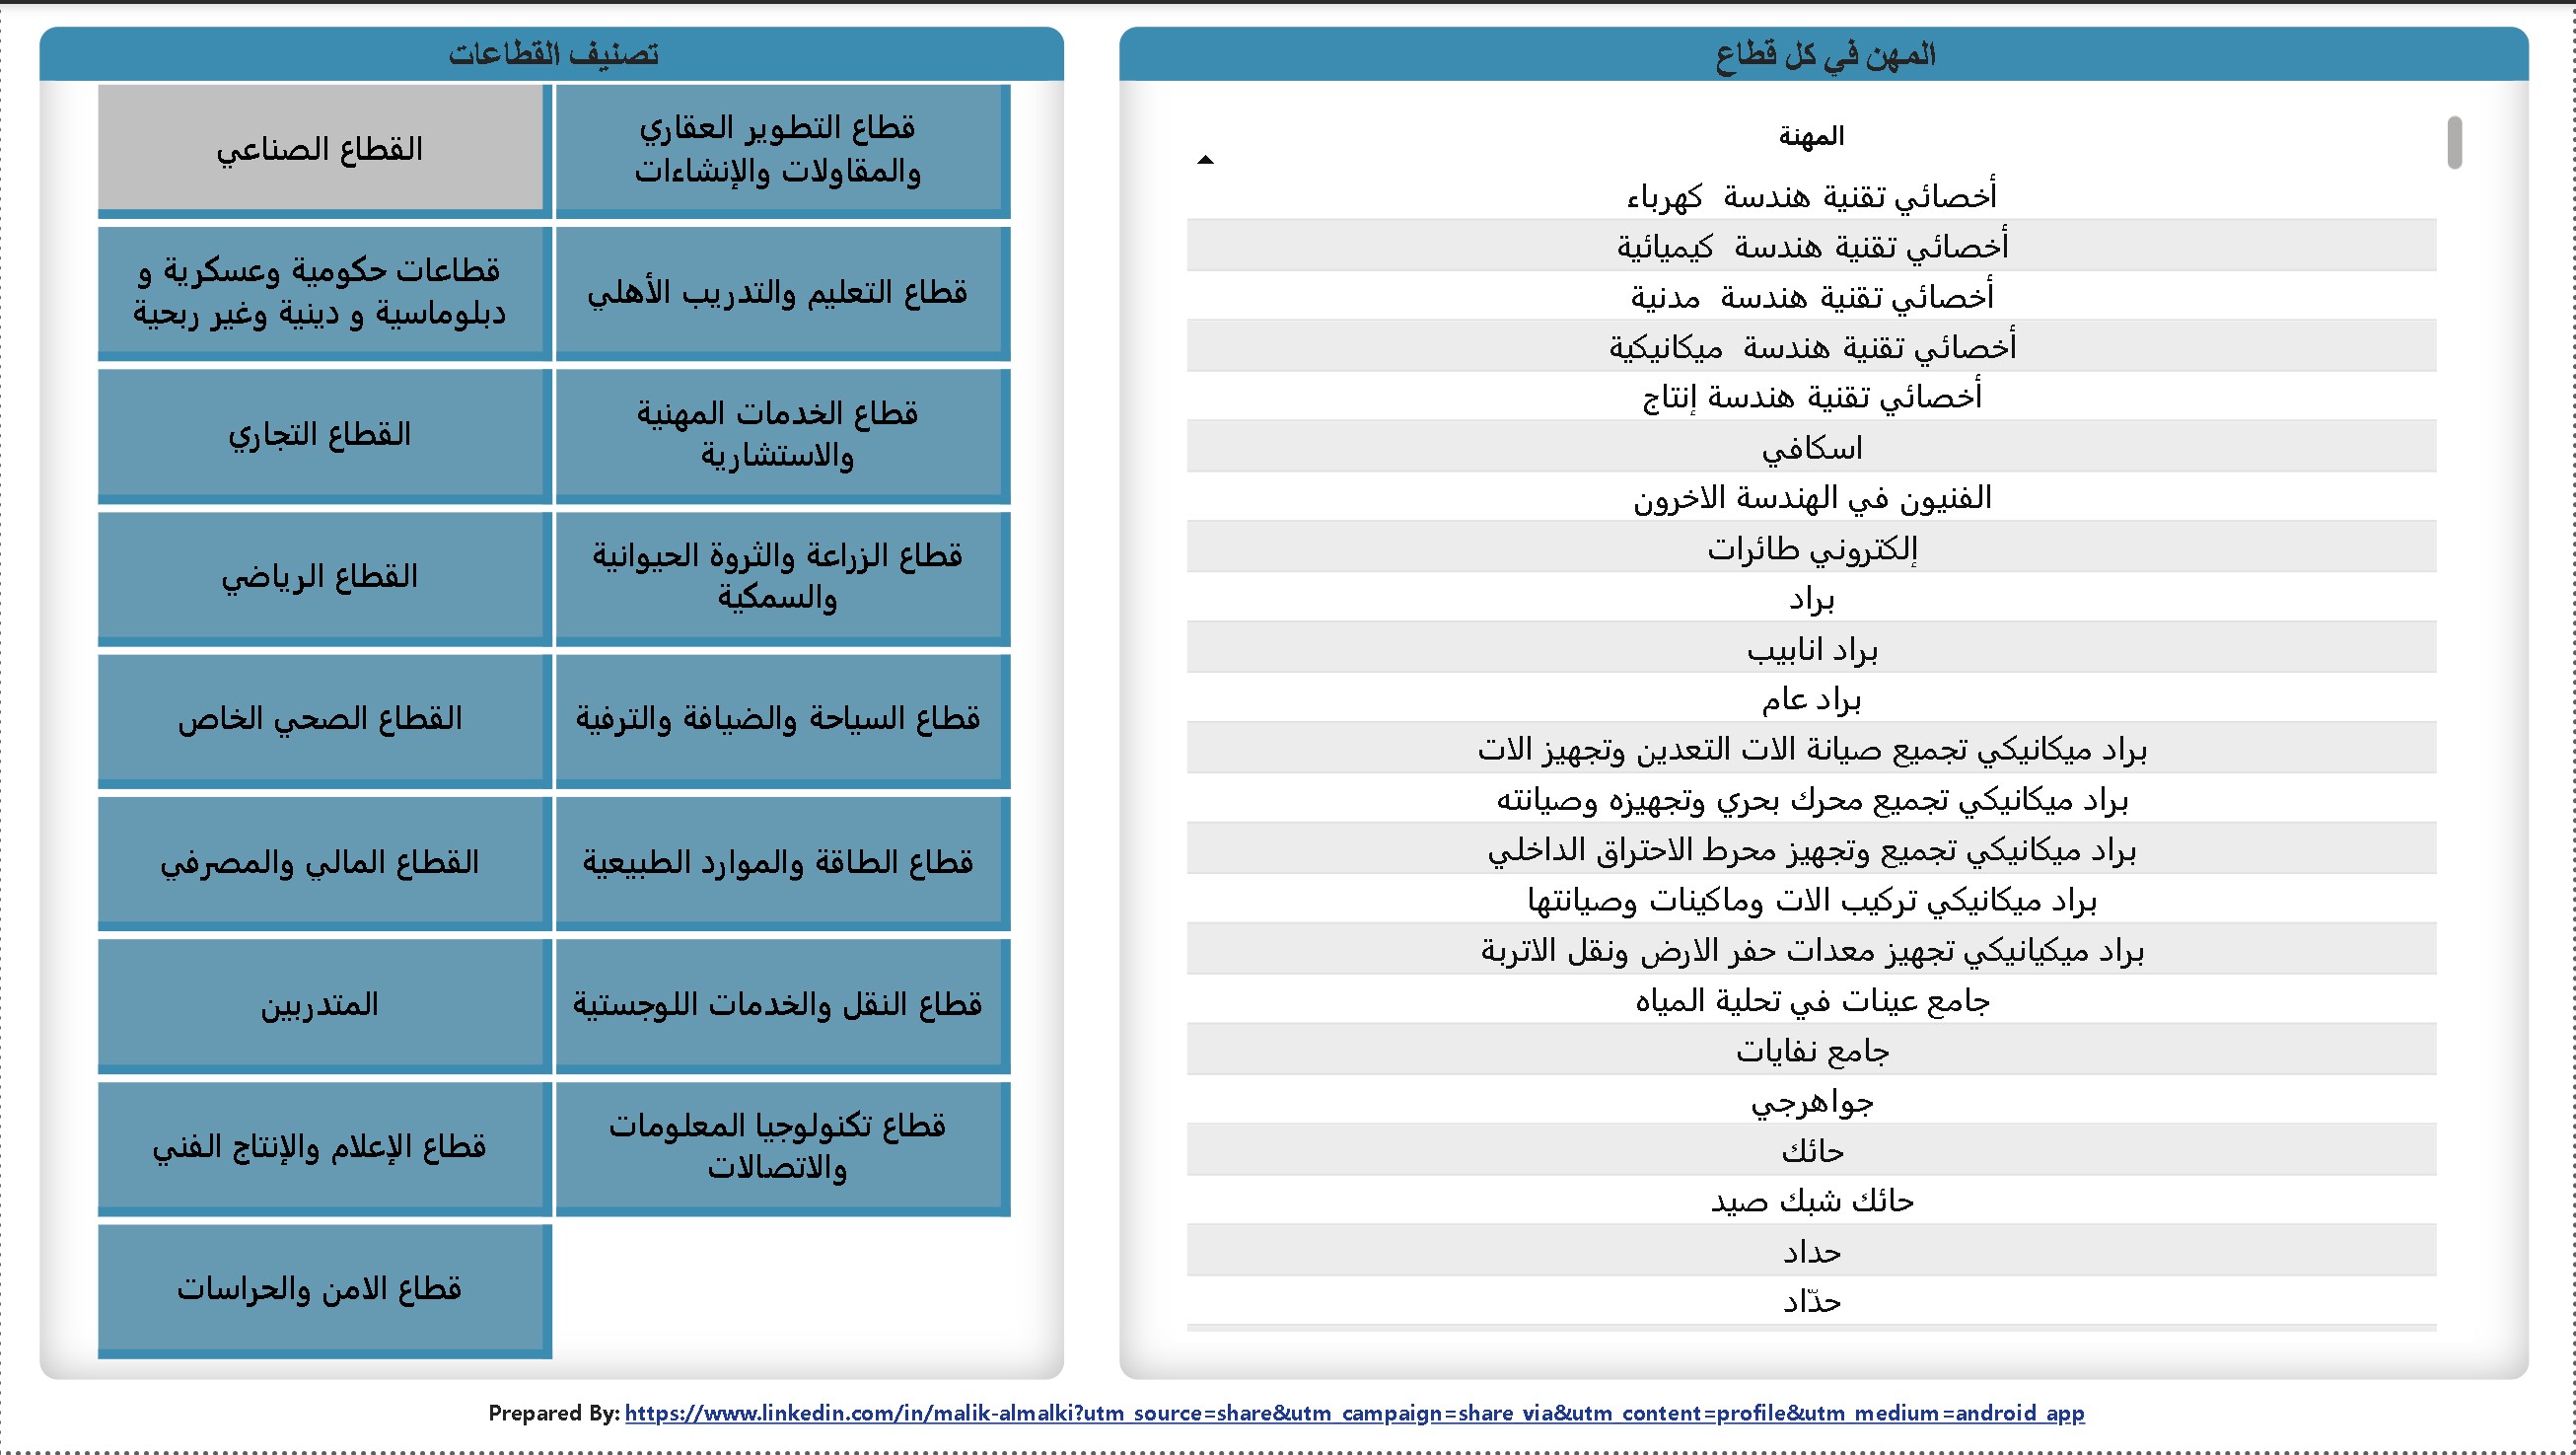 المهن في كل قطاع
المهنة
أخصائي تقنية هندسة كهرباء
أخصائي تقنية هندسة كيميائية
أخصائي تقنية هندسة مدنية
أخصائي تقنية هندسة ميكانيكية
أخصائي تقنية هندسة إنتاج
اسكافي
الفنيون في الهندسة الاخرون
إلكتروني طائرات
براد
براد انابيب
براد عام
براد ميكانيكي تجميع صيانة الات التعدين وتجهيز الات
براد ميكانيكي تجميع محرك بحري وتجهيزه وصيانته
براد ميكانيكي تجميع وتجهيز محرط الاحتراق الداخلي
براد ميكانيكي تركيب الات وماكينات وصيانتها
براد ميكيانيكي تجهيز معدات حفر الارض ونقل الاتربة
جامع عينات في تحلية المياه
جامع نفايات
جواهرجي
حائك
حائك شبك صيد
حداد
حدّاد
تصنيف القطاعات
قطاع التطوير العقاري
والمقاولات والإنشاءات
القطاع الصناعي
قطاع التعليم والتدريب الأهلي
قطاعات حكومية وعسكرية و
دبلوماسية و دينية وغير ربحية
قطاع الخدمات المهنية
والاستشارية
القطاع التجاري
قطاع الزراعة والثروة الحيوانية
والسمكية
القطاع الرياضي
قطاع السياحة والضيافة والترفية
القطاع الصحي الخاص
قطاع الطاقة والموارد الطبيعية
القطاع المالي والمصرفي
قطاع النقل والخدمات اللوجستية
المتدربين
قطاع تكنولوجيا المعلومات
والاتصالات
قطاع الإعلام والإنتاج الفني
قطاع الامن والحراسات
Prepared By: https://www.linkedin.com/in/malik-almalki?utm_source=share&utm_campaign=share_via&utm_content=profile&utm_medium=android_app